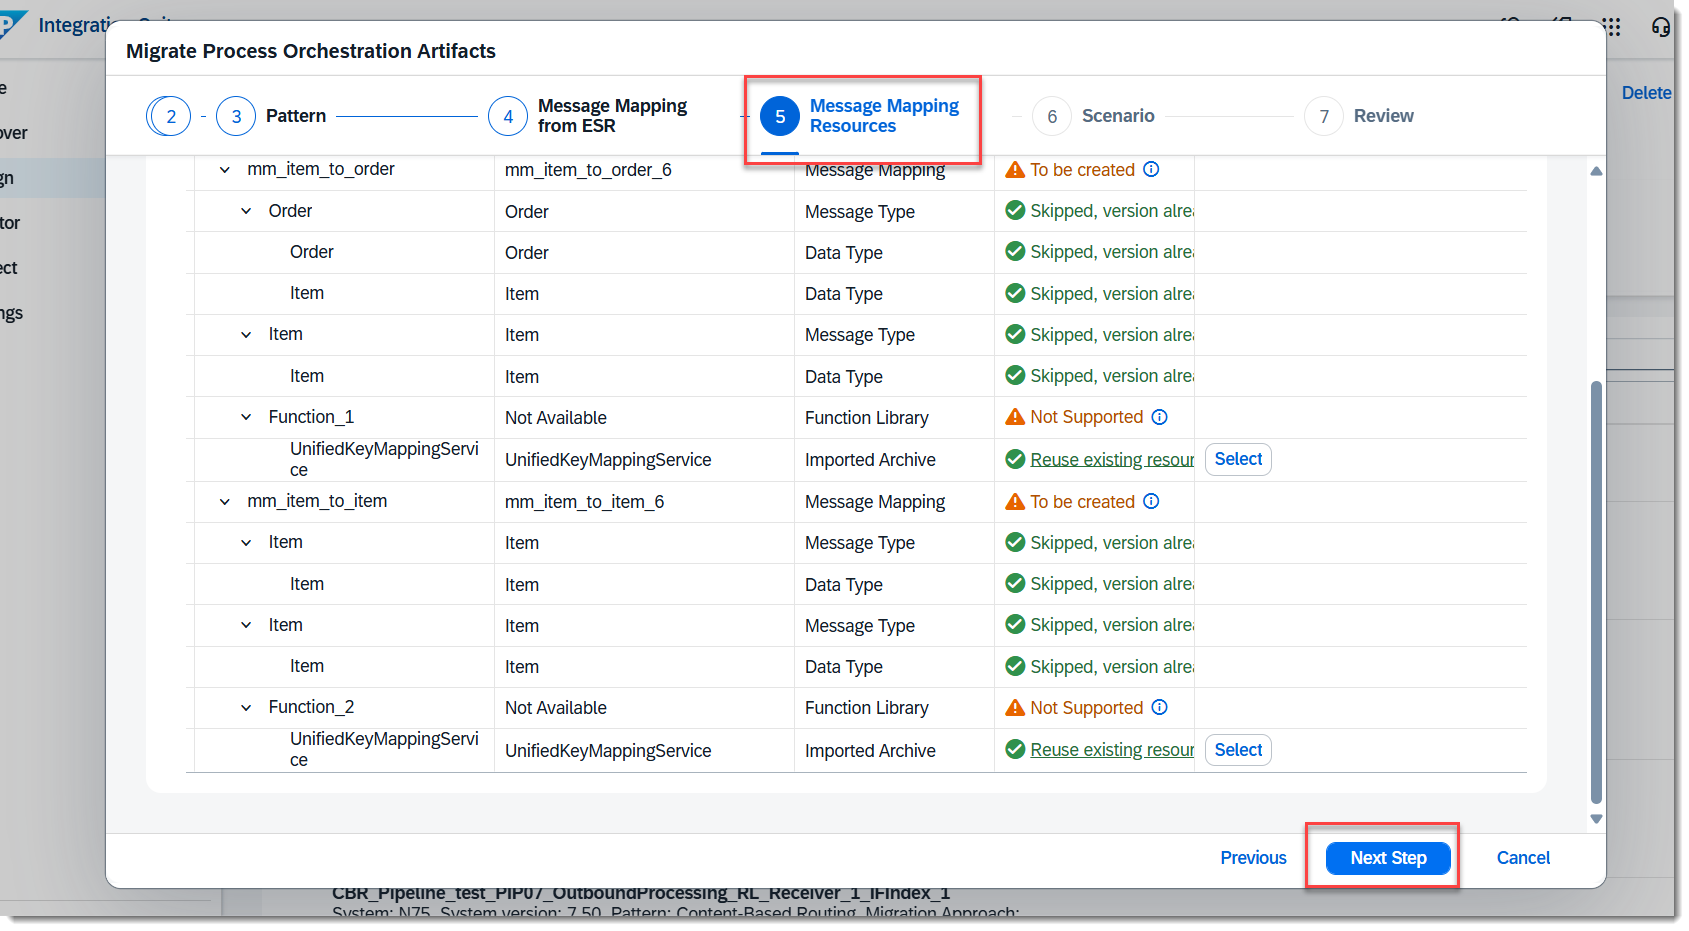 Integrati
Migrate Process Orchestration Artifacts
2
3 Pattern
4 Message Mapping
from ESR
5 Message Mapping
Resources
6 Scenario
7 Review
Delete
e
over
gn
tor
ect
ngs
mm_item_to_order mm_item_to_order_6 Message Mapping To be created
Order Order Message Type Skipped, version alre
Order Order Data Type Skipped, version alre
Item Item Data Type Skipped, version alre
Item Item Message Type Skipped, version alre
Item Item Data Type Skipped, version alre
Function_1 Not Available Function Library Not Supported
UnifiedKeyMappingServi
ce UnifiedKeyMappingService Imported Archive Reuse existing resour Select
mm_item_to_item mm_item_to_item_6 Message Mapping To be created
Item Item Message Type Skipped, version alre
Item Item Data Type Skipped, version alre
Item Item Message Type Skipped, version alre
Item Item Data Type Skipped, version alre
Function_2 Not Available Function Library Not Supported
UnifiedKeyMappingServi
ce UnifiedKeyMappingService Imported Archive Reuse existing resour Select
Previous Next Step Cancel
CBR_Pipeline_test_PIP07_OutboundProcessing_RL_Receiver_1_IFIndex_1
System: N75, System version: 7.50, Pattern: Content-Based Routing, Migration Approach: